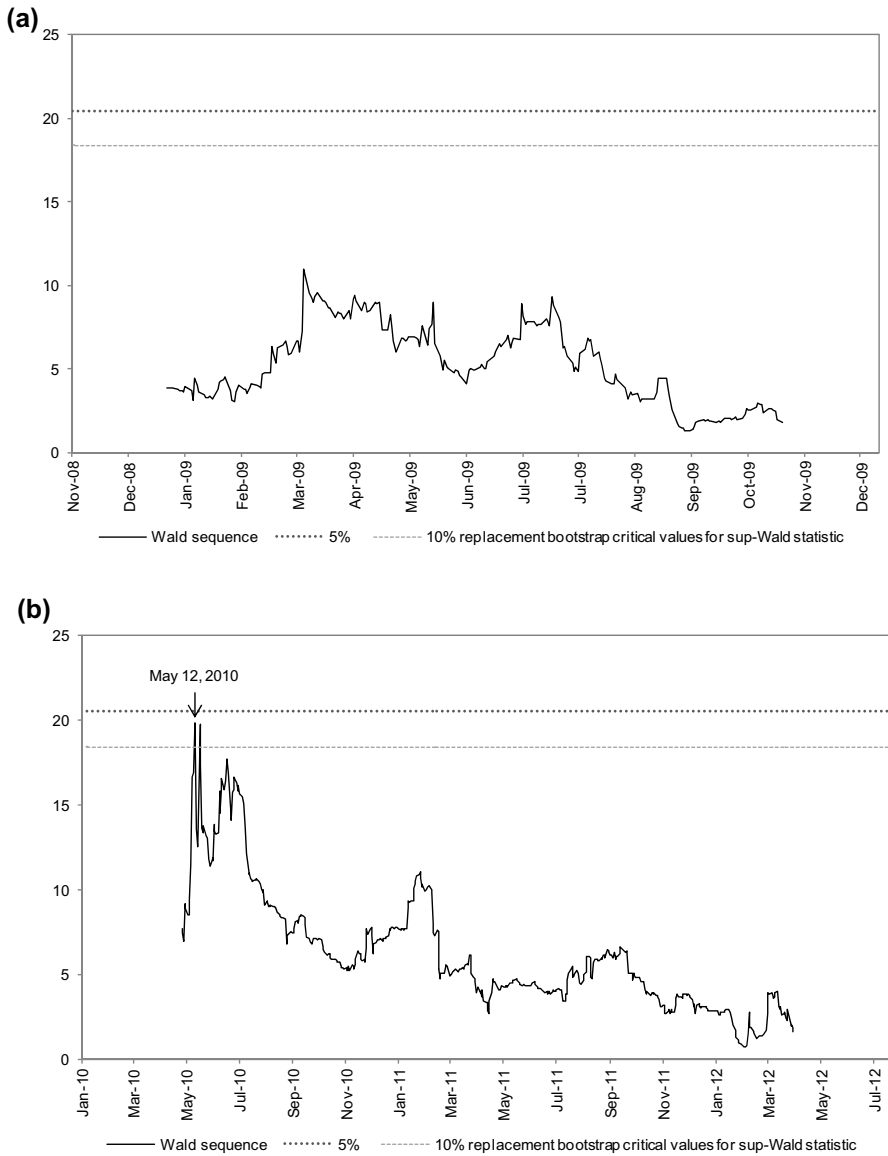 (a)
25
20
15
10
5
0
Nov-08
Dec-08
Jan-09
Feb-09
Mar-09
Apr-09
May-09
Jun-09
Jul-09
Jul-09
Aug-09
Sep-09
Oct-09
Nov-09
Dec-09
Wald sequence 5% 10% replacement bootstrap critical values for sup-Wald statistic
(b)
25
20
15
10
5
0
May 12, 2010
Jan-10
Mar-10
May-10
Jul-10
Sep-10
Nov-10
Jan-11
Mar-11
May-11
Jul-11
Sep-11
Nov-11
Jan-12
Mar-12
May-12
Jul-12
Wald sequence 5% 10% replacement bootstrap critical values for sup-Wald statistic